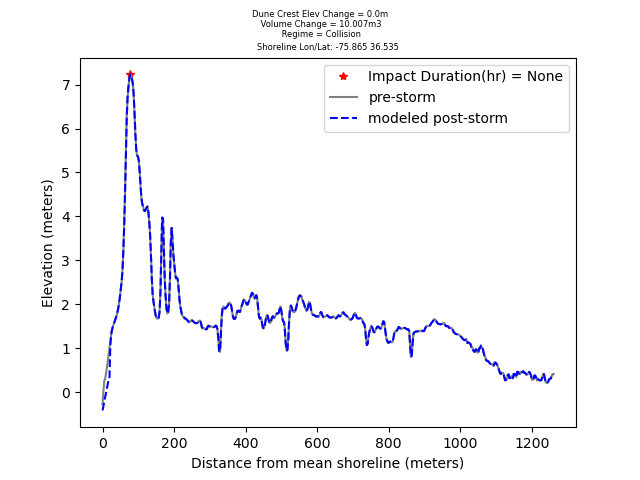 Dune Crest Elev Change = 0.0m
Volume Change = 10.007m3
Regime = Collision
Shoreline Lon/Lat: -75.865 36.535
Impact Duration(hr) = None
pre-storm
modeled post-storm
Elevation (meters)
7
6
5
4
3
2
1
0
0 200 400 600 800 1000 1200
Distance from mean shoreline (meters)